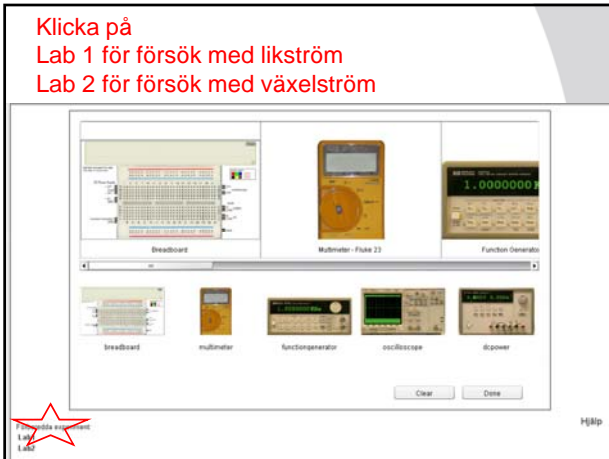 Klicka på
Lab 1 för försök med likström
Lab 2 för försök med växelström
Breadboard
Multimeter - Fluke 23
Function Generator
1.0000000
breadboard
multimeter
functiongenerator
oscilloscope
dcpower
Clear
Done
experiment
Hjälp
Lab1
Lab2